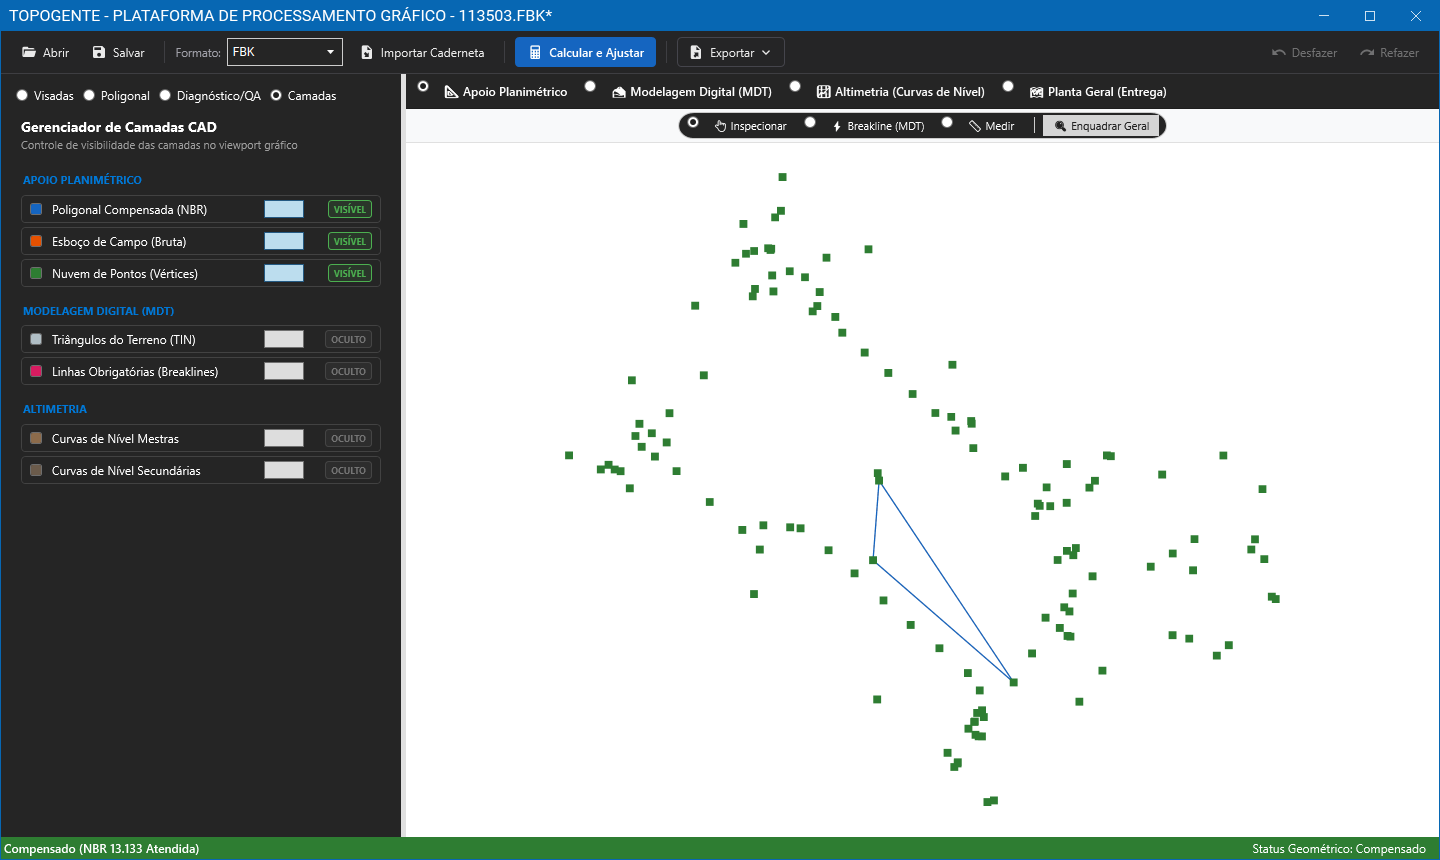 TOPOGENTE - PLATAFORMA DE PROCESSAMENTO GRÁFICO - 113503.FBK*
Abrir Salvar Formato: FBK Importar Caderneta Calcular e Ajustar Exportar Desfazer Refazer
Visadas Poligonal Diagnóstico/QA Camadas
Apoio Planimétrico Modelagem Digital (MDT) Altimetria (Curvas de Nível) Planta Geral (Entrega)
Inspecionar Breakline (MDT) Medir Enquadrar Geral
Gerenciador de Camadas CAD
Controle de visibilidade das camadas no viewport gráfico
APOIO PLANIMÉTRICO
Poligonal Compensada (NBR) VISÍVEL
Esboço de Campo (Bruta) VISÍVEL
Nuvem de Pontos (Vértices) VISÍVEL
MODELAGEM DIGITAL (MDT)
Triângulos do Terreno (TIN) OCULTO
Linhas Obrigatórias (Breaklines) OCULTO
ALTIMETRIA
Curvas de Nível Mestras OCULTO
Curvas de Nível Secundárias OCULTO
Compensado (NBR 13.133 Atendida) Status Geométrico: Compensado